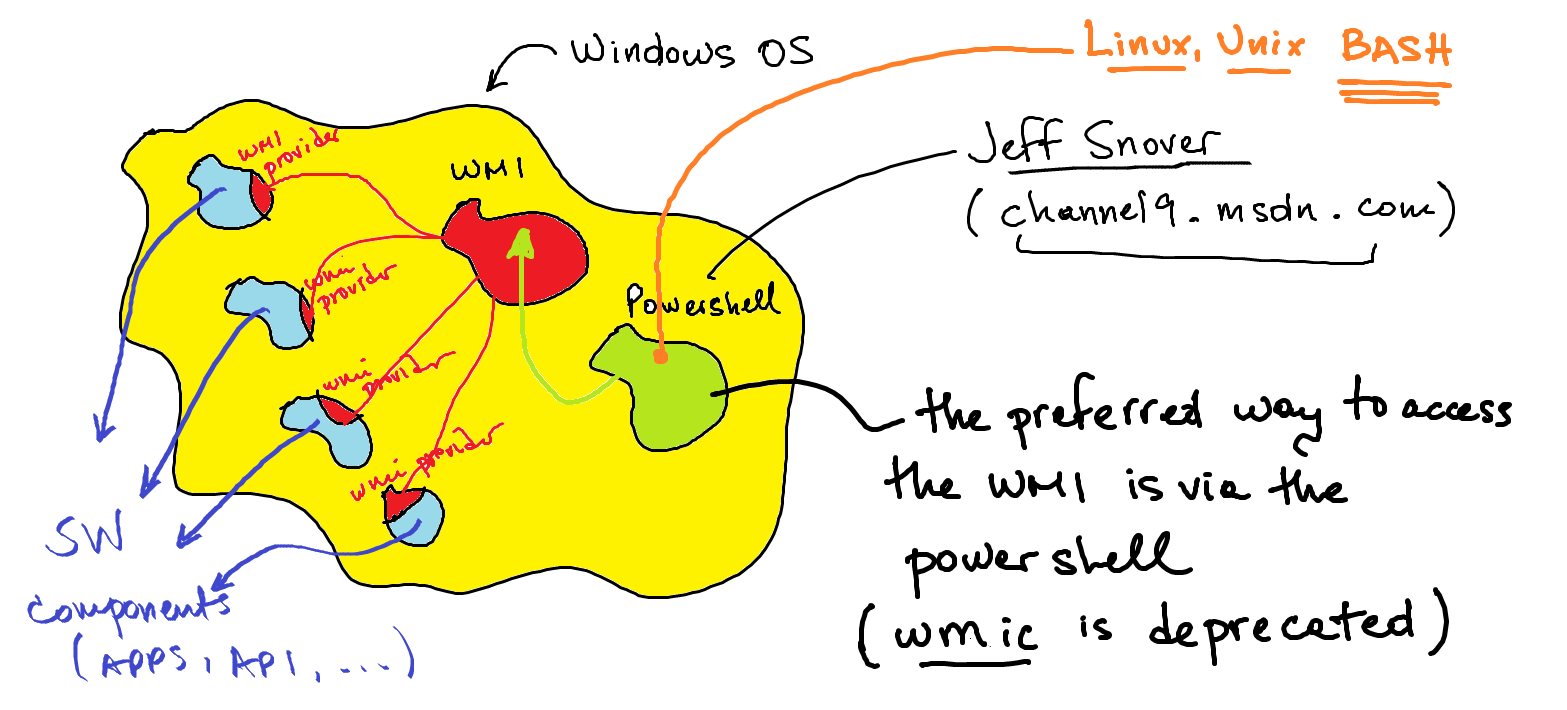 Windows OS
Linux, Unix BASH
Jeff Snover
(channel9.msdn.com)
WMI
provider
WMI
wmi
provider
Powershell
wmi
provider
wmi provider
the preferred way to access
the WMI is via the
power shell
(wmic is deprecated)
SW
components
(APPS, API, ...)